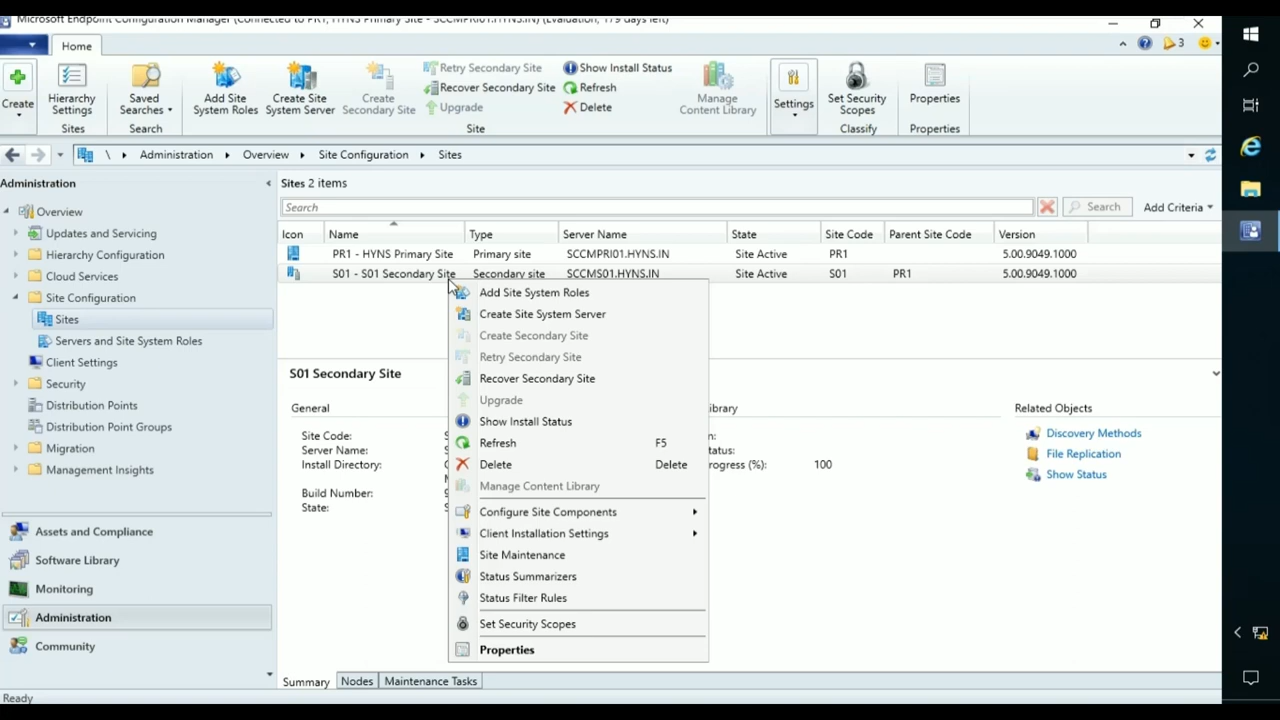 Microsoft Endpoint Configuration Manager (Connected to PR1, HYNS Primary Site - SCCMPRI01.HYNS.IN) (Evaluation, 179 days left)
Home
3
Create
Hierarchy Settings
Sites
Saved Searches
Search
Add Site System Roles
Create Site System Server
Create Secondary Site
Retry Secondary Site
Recover Secondary Site
Upgrade
Show Install Status
Refresh
Delete
Site
Manage Content Library
Settings
Set Security Scopes
Classify
Properties
Properties
\ Administration Overview Site Configuration Sites
Administration
Overview
Updates and Servicing
Hierarchy Configuration
Cloud Services
Site Configuration
Sites
Servers and Site System Roles
Client Settings
Security
Distribution Points
Distribution Point Groups
Migration
Management Insights
Assets and Compliance
Software Library
Monitoring
Administration
Community
Sites 2 items
Search
Search
Add Criteria
Icon Name Type Server Name State Site Code Parent Site Code Version
PR1 - HYNS Primary Site Primary site SCCMPRI01.HYNS.IN Site Active PR1 5.00.9049.1000
S01 - S01 Secondary Site Secondary site SCCMS01.HYNS.IN Site Active S01 PR1 5.00.9049.1000
Add Site System Roles
Create Site System Server
Create Secondary Site
Retry Secondary Site
Recover Secondary Site
Upgrade
Show Install Status
Refresh F5
Delete Delete
Manage Content Library
Configure Site Components
Client Installation Settings
Site Maintenance
Status Summarizers
Status Filter Rules
Set Security Scopes
Properties
S01 Secondary Site
General
Site Code:
Server Name:
Install Directory:
Build Number:
State:
100
Related Objects
Discovery Methods
File Replication
Show Status
Summary Nodes Maintenance Tasks
Ready